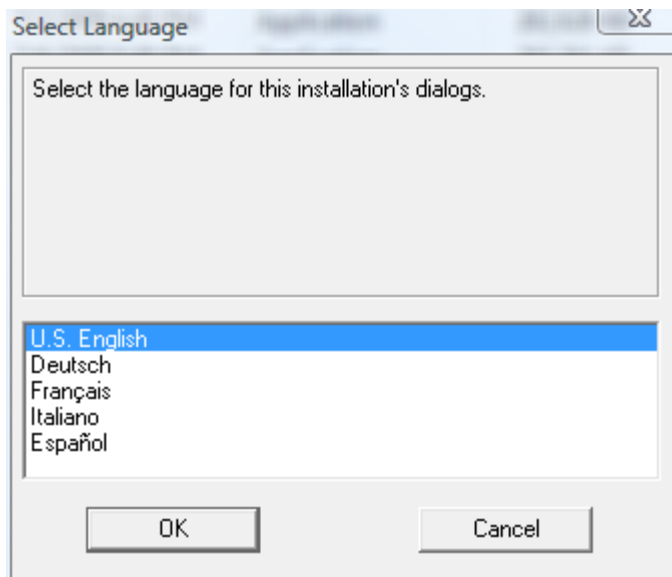 Select Language
Select the language for this installation's dialogs.
U.S. English
Deutsch
Français
Italiano
Español
OK
Cancel